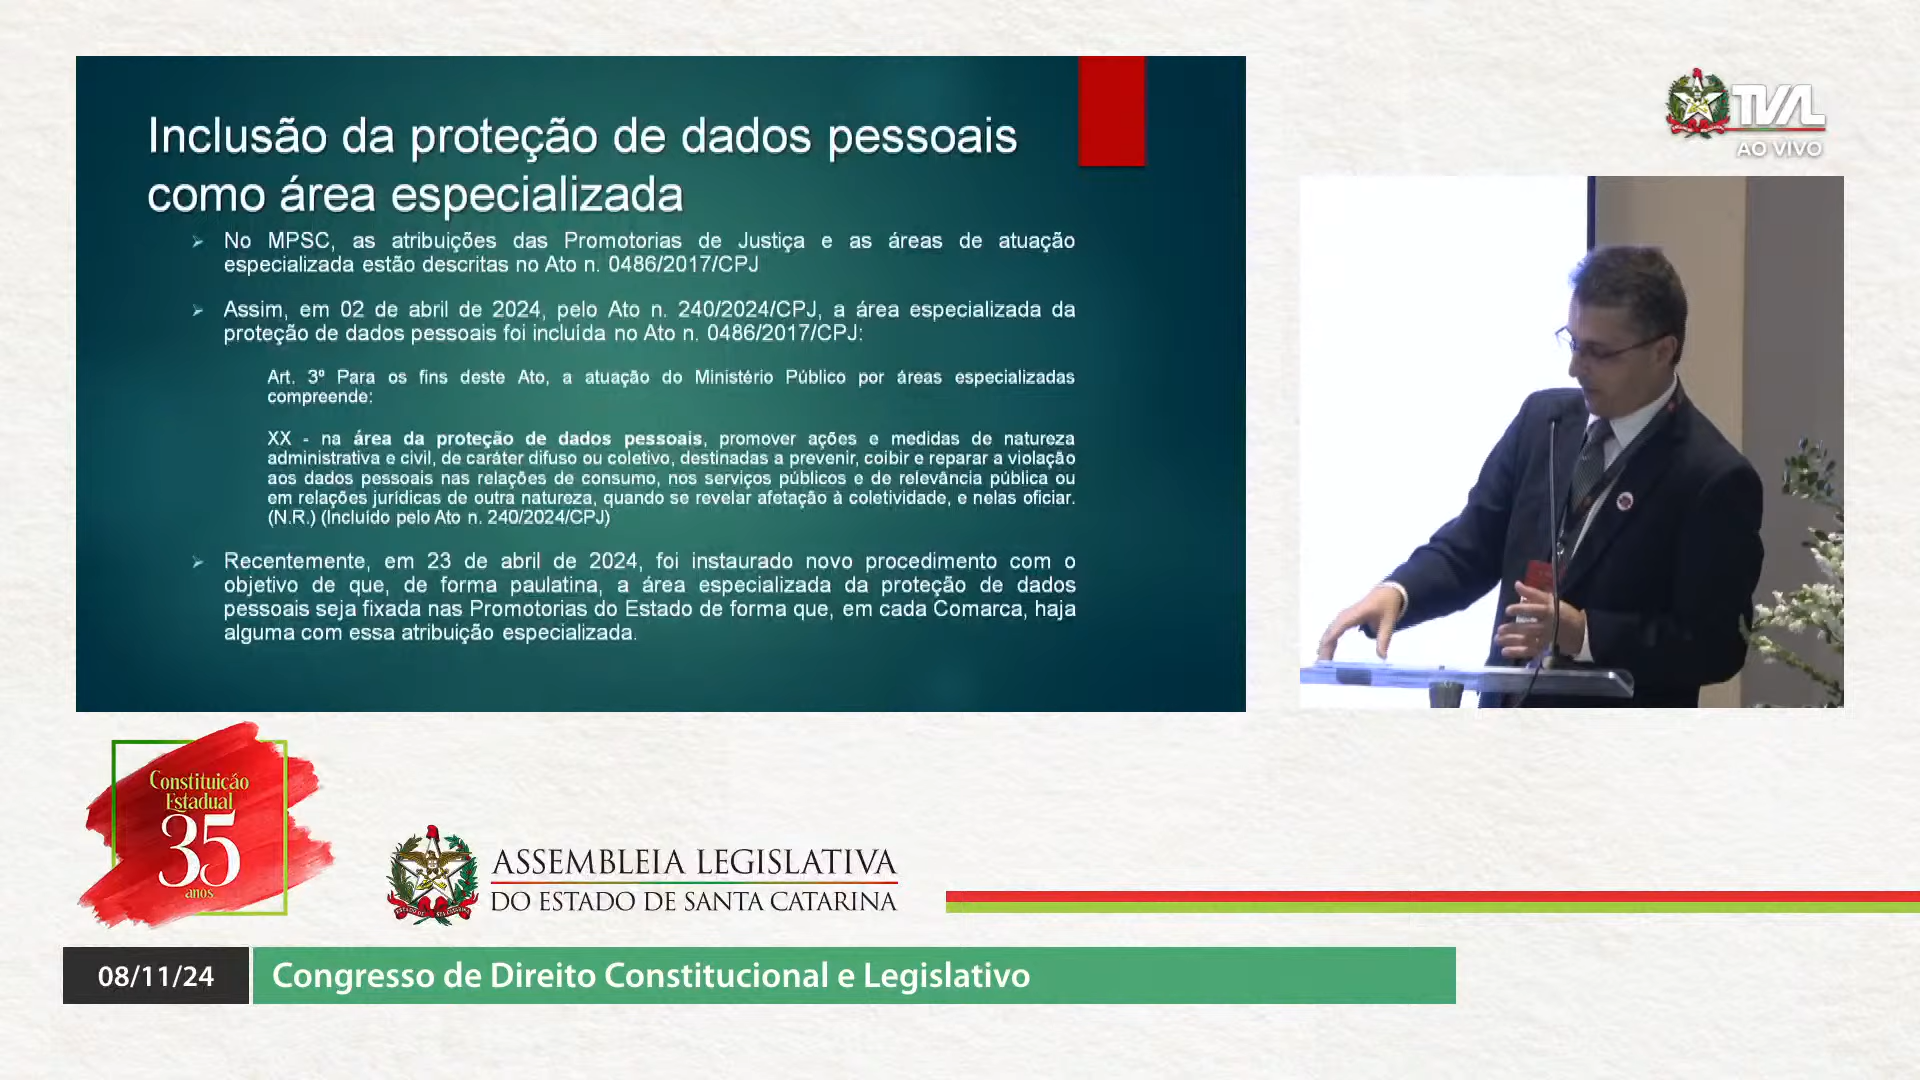 Inclusão da proteção de dados pessoais
como área especializada
No MPSC, as atribuições das Promotorias de Justiça e as áreas de atuação
especializada estão descritas no Ato n. 0486/2017/CPJ
Assim, em 02 de abril de 2024, pelo Ato n. 240/2024/CPJ, a área especializada da
proteção de dados pessoais foi incluída no Ato n. 0486/2017/CPJ:
Art. 3º Para os fins deste Ato, a atuação do Ministério Público por áreas especializadas
compreende:
XX - na área da proteção de dados pessoais, promover ações e medidas de natureza
administrativa e civil, de caráter difuso ou coletivo, destinadas a prevenir, coibir e reparar a violação
aos dados pessoais nas relações de consumo, nos serviços públicos e de relevância pública ou
em relações jurídicas de outra natureza, quando se revelar afetação à coletividade, e nelas oficiar.
(N.R.) (Incluído pelo Ato n. 240/2024/CPJ)
Recentemente, em 23 de abril de 2024, foi instaurado novo procedimento com o
objetivo de que, de forma paulatina, a área especializada da proteção de dados
pessoais seja fixada nas Promotorias do Estado de forma que, em cada Comarca, haja
alguma com essa atribuição especializada.
TVAL
AO VIVO
Constituição
Estadual
35
anos
ASSEMBLEIA LEGISLATIVA
DO ESTADO DE SANTA CATARINA
08/11/24
Congresso de Direito Constitucional e Legislativo